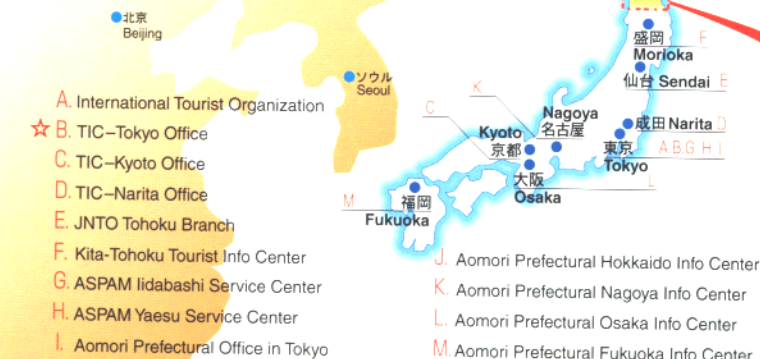 北京
Beijing
ソウル
Seoul
盛岡 F
Morioka
仙台 Sendai E
K
C
Nagoya
名古屋
成田 Narita D
Kyoto
京都
東京 A B,G H I
Tokyo
大阪 L
Osaka
M
福岡
Fukuoka
A. International Tourist Organization
☆ B. TIC–Tokyo Office
C. TIC–Kyoto Office
D. TIC–Narita Office
E. JNTO Tohoku Branch
F. Kita-Tohoku Tourist Info Center
G. ASPAM Iidabashi Service Center
H. ASPAM Yaesu Service Center
I. Aomori Prefectural Office in Tokyo
J. Aomori Prefectural Hokkaido Info Center
K. Aomori Prefectural Nagoya Info Center
L. Aomori Prefectural Osaka Info Center
M. Aomori Prefectural Fukuoka Info Center